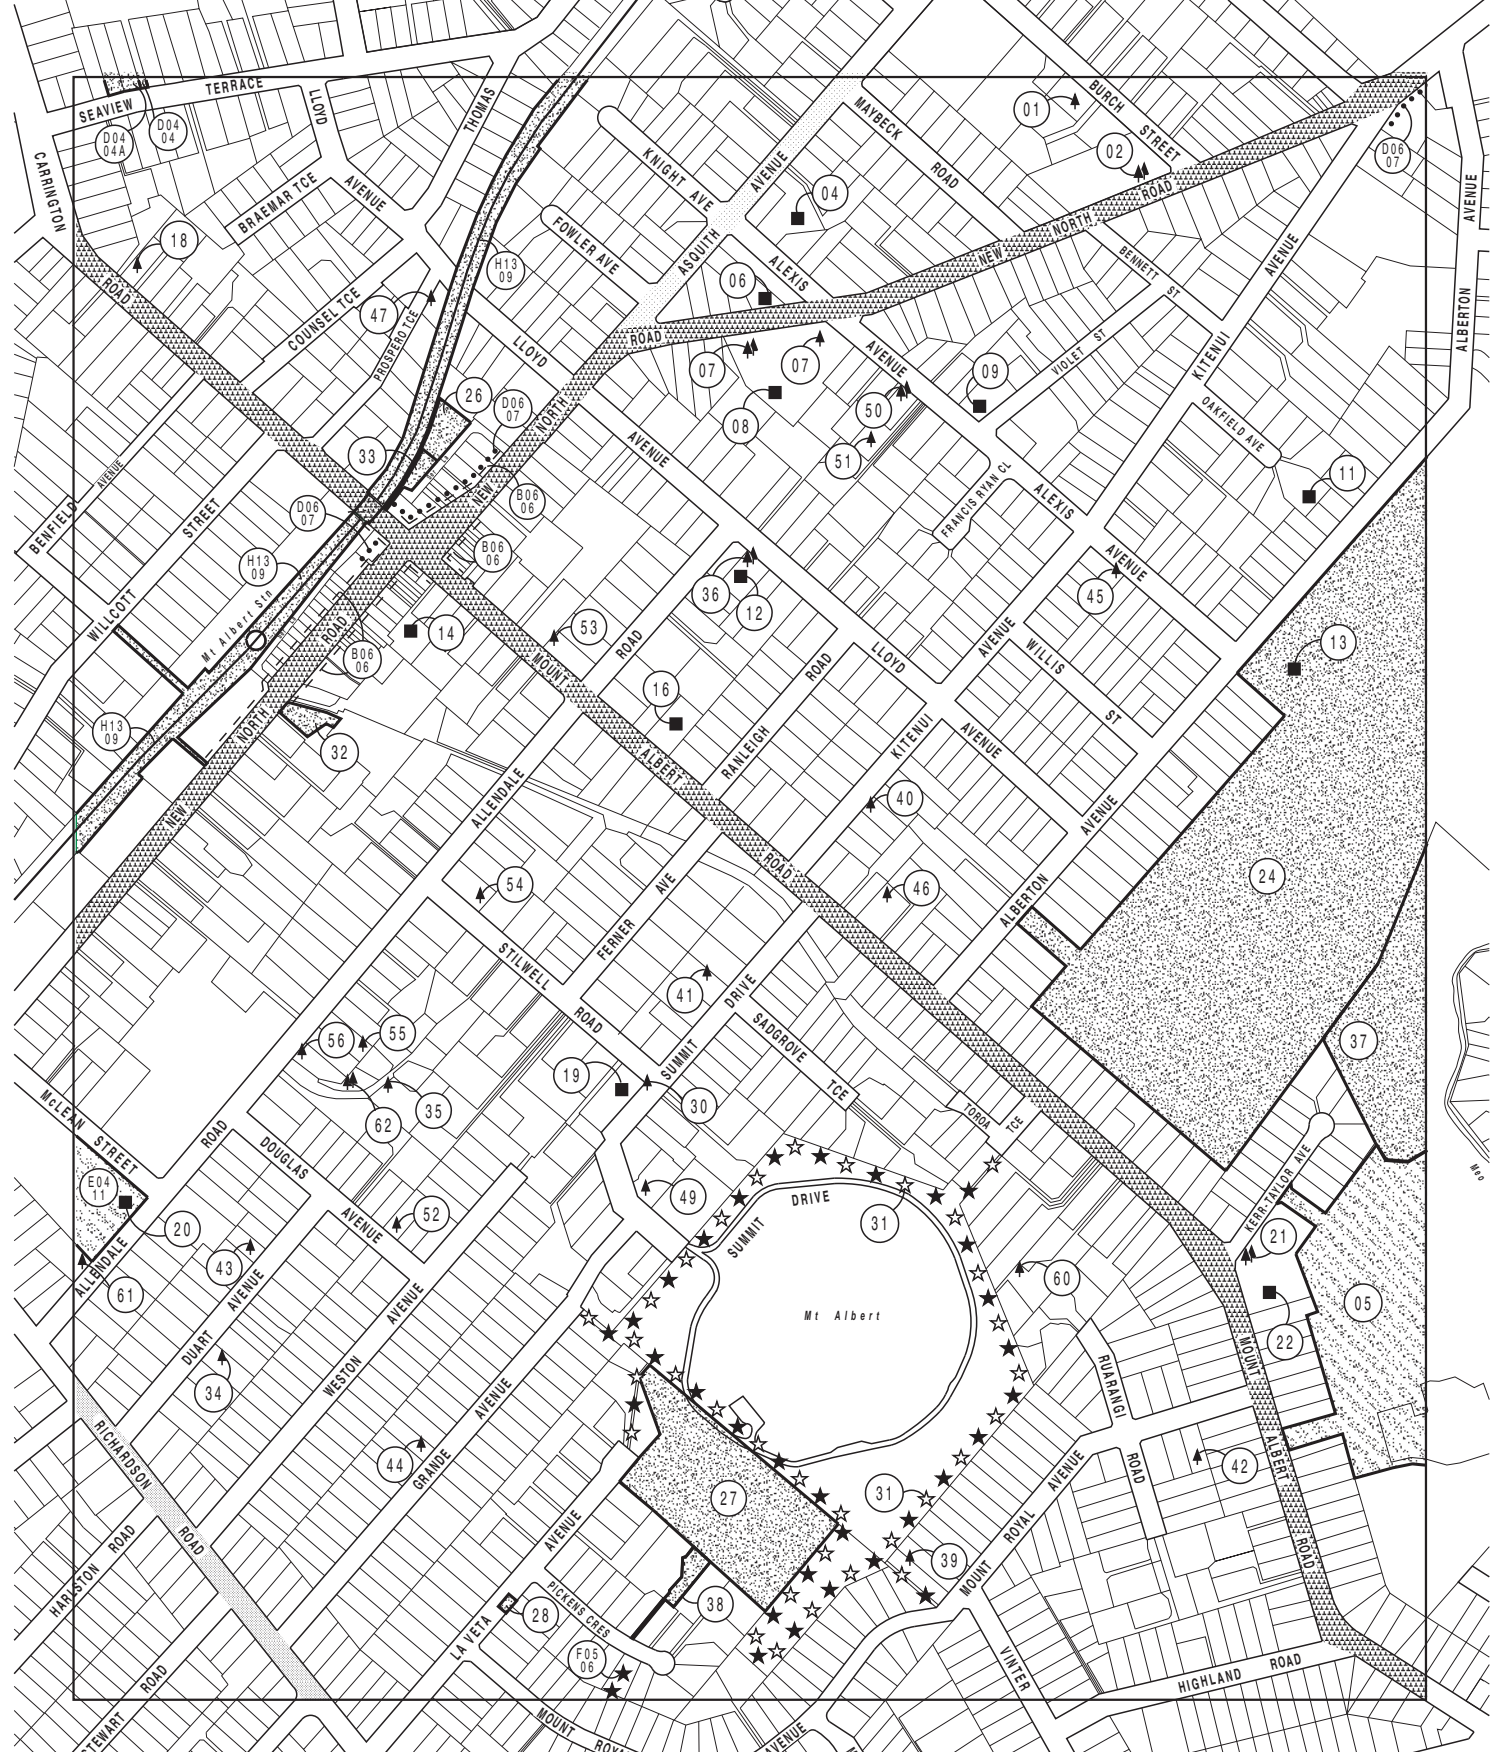 SEAVIEW
TERRACE
D04
04A
D04
04
LLOYD
AVENUE
THOMAS
CARRINGTON
ROAD
BRAEMAR TCE
18
COUNSEL TCE
47
PROSPERO TCE
H13
09
KNIGHT AVE
FOWLER AVE
ASQUITH
AVENUE
MAYBECK
ROAD
04
06
ALEXIS
AVENUE
01
BURCH
STREET
02
D06
07
NEW
NORTH
ROAD
BENNETT
ST
KITENUI
AVENUE
ALBERTON
AVENUE
LLOYD
ROAD
07
07
08
50
51
09
VIOLET ST
OAKFIELD AVE
11
26
D06
07
NORTH
NEW
33
D06
07
B06
06
B06
06
B06
06
H13
09
Mt Albert Stn
BENFIELD
AVENUE
WILLCOTT
STREET
AVENUE
FRANCIS RYAN CL
ALEXIS
AVENUE
45
36
12
14
53
ROAD
16
RANLEIGH
ROAD
LLOYD
AVENUE
KITENUI
AVENUE
WILLIS
ST
13
H13
09
32
ROAD
NORTH
NEW
MOUNT
ALBERT
ROAD
ALLENDALE
40
46
ALBERTON
AVENUE
24
54
FERNER
AVE
STILWELL
ROAD
41
SUMMIT
DRIVE
SADGROVE
TCE
TOROA
TCE
37
56
55
62
35
19
30
McLEAN
STREET
E04
11
20
61
ALLENDALE
ROAD
DOUGLAS
AVENUE
43
52
49
SUMMIT
DRIVE
31
Mt Albert
60
KERR-TAYLOR AVE
21
22
05
Meo
DUART
AVENUE
34
WESTON
AVENUE
44
GRANDE
AVENUE
RUARANGI
ROAD
MOUNT
ALBERT
ROAD
42
RICHARDSON
ROAD
27
31
39
MOUNT
ROYAL
AVENUE
HARLSTON
ROAD
LA VETA
AVENUE
28
PICKENS CRES
38
F05
06
STEWART
ROAD
MOUNT
AVENUE
VINTER
HIGHLAND
ROAD